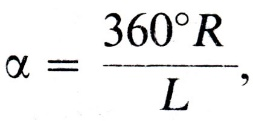 α = 360°R / L,